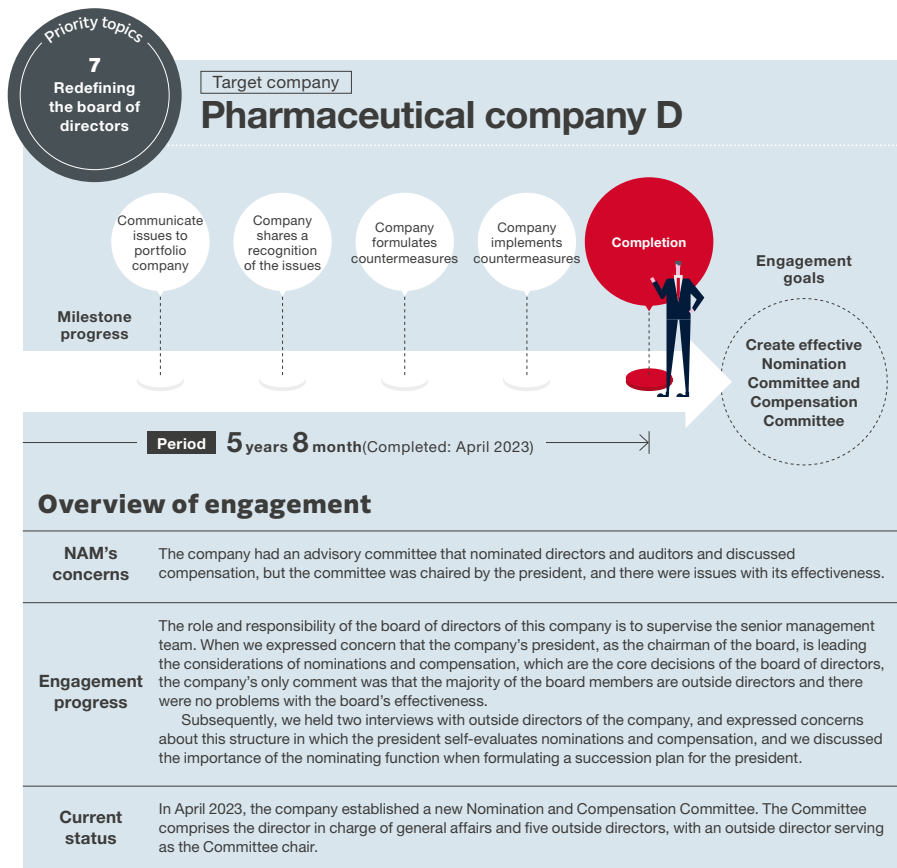 Priority topics
7
Redefining
the board of
directors
Target company
Pharmaceutical company D
Communicate
issues to
portfolio
company
Company
shares a
recognition
of the issues
Company
formulates
countermeasures
Company
implements
countermeasures
Completion
Engagement
goals
Milestone
progress
Create effective
Nomination
Committee and
Compensation
Committee
Period 5 years 8 month(Completed: April 2023)
Overview of engagement
NAM's
concerns
The company had an advisory committee that nominated directors and auditors and discussed
compensation, but the committee was chaired by the president, and there were issues with its effectiveness.
Engagement
progress
The role and responsibility of the board of directors of this company is to supervise the senior management
team. When we expressed concern that the company's president, as the chairman of the board, is leading
the considerations of nominations and compensation, which are the core decisions of the board of directors,
the company's only comment was that the majority of the board members are outside directors and there
were no problems with the board's effectiveness.
Subsequently, we held two interviews with outside directors of the company, and expressed concerns
about this structure in which the president self-evaluates nominations and compensation, and we discussed
the importance of the nominating function when formulating a succession plan for the president.
Current
status
In April 2023, the company established a new Nomination and Compensation Committee. The Committee
comprises the director in charge of general affairs and five outside directors, with an outside director serving
as the Committee chair.